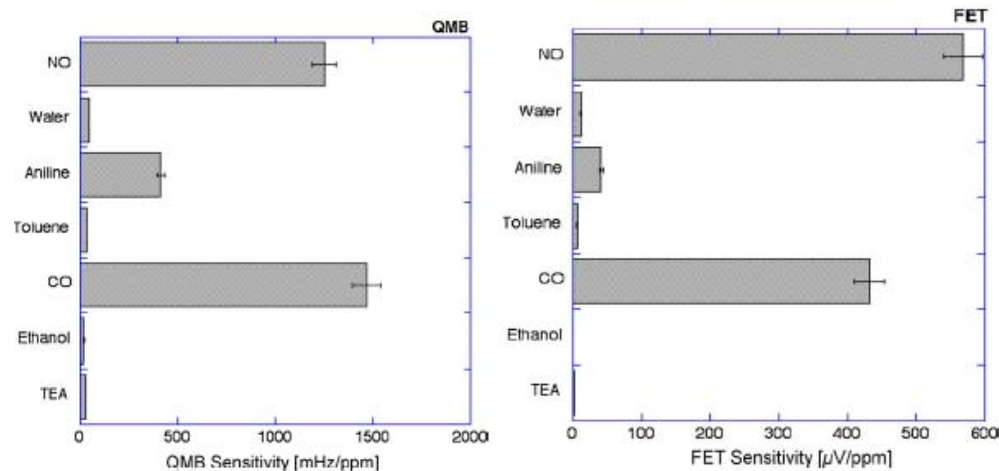 QMB
NO
Water
Aniline
Toluene
CO
Ethanol
TEA
0 500 1000 1500 2000
QMB Sensitivity [mHz/ppm]
FET
NO
Water
Aniline
Toluene
CO
Ethanol
TEA
0 100 200 300 400 500 600
FET Sensitivity [µV/ppm]